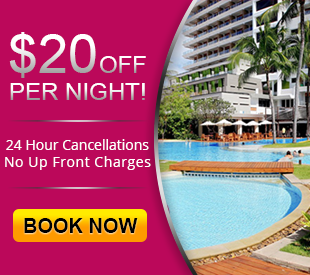 $20 OFF
PER NIGHT!
24 Hour Cancellations
No Up Front Charges
BOOK NOW